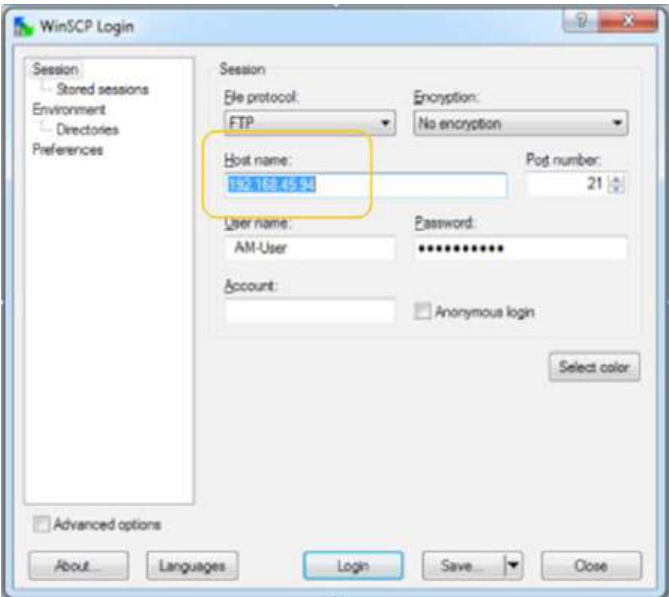 WinSCP Login
Session
Stored sessions
Environment
Directories
Preferences
Session
File protocol:
Encryption:
FTP
No encryption
Host name:
Port number:
192.168.45.94
21
User name:
Password:
AM-User
••••••••••
Account:
Anonymous login
Select color
Advanced options
About...
Languages
Login
Save...
Close